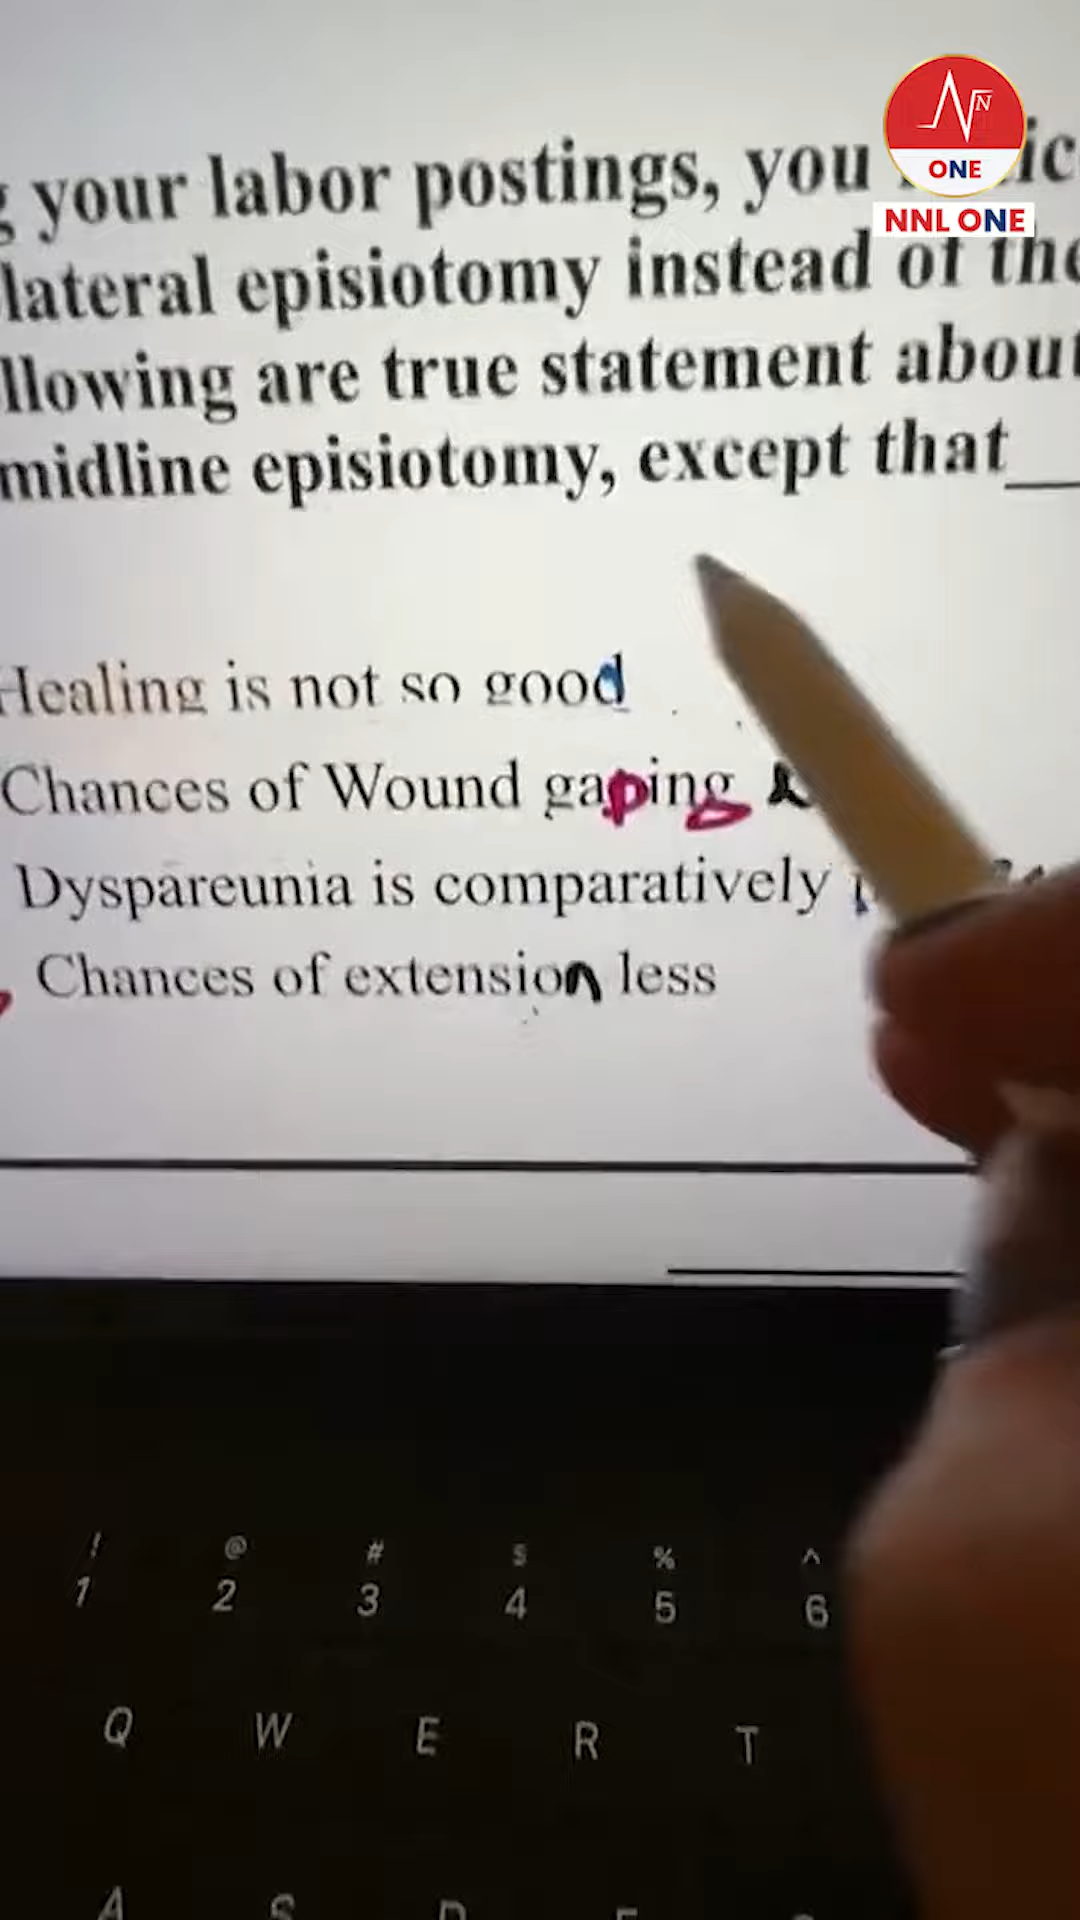 your labor postings, you
ONE
NNL ONE
lateral episiotomy instead of the
llowing are true statement about
midline episiotomy, except that__
Healing is not so good
Chances of Wound gaping
Dyspareunia is comparatively
Chances of extension less
! @ # $ % ^
1 2 3 4 5 6
Q W E R T
A S D F